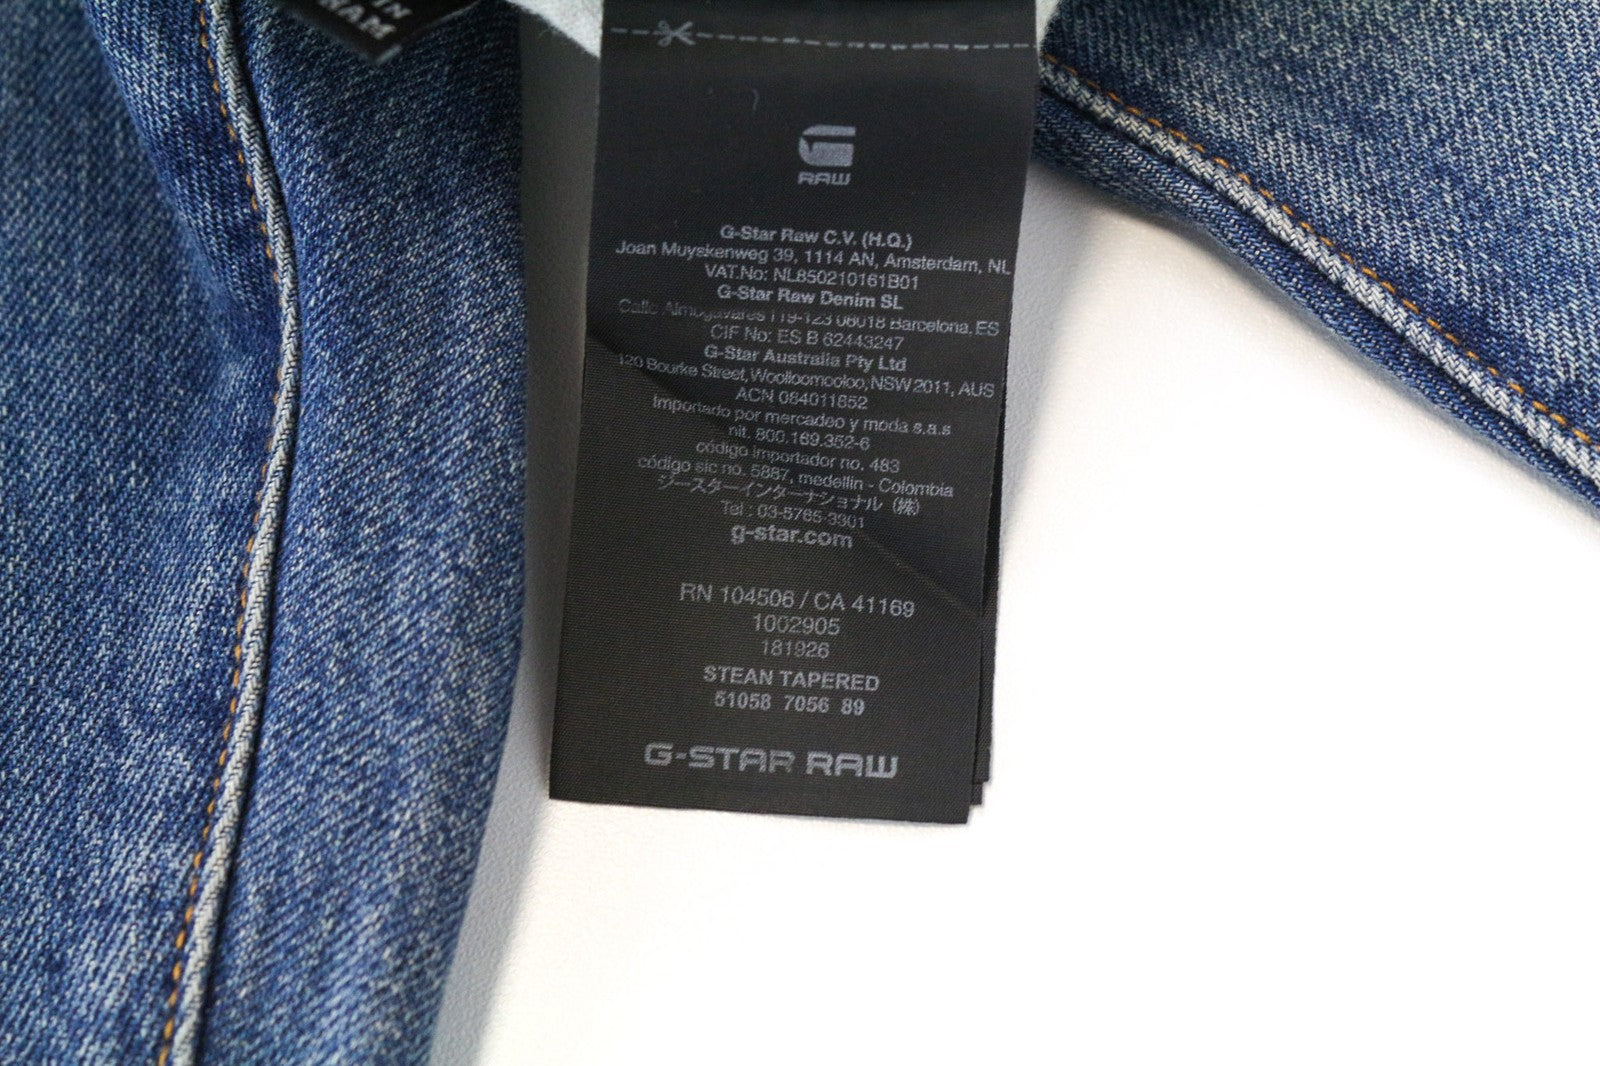 IN
RAW
G-Star Raw C.V. (H.Q.)
Joan Muyskenweg 39, 1114 AN, Amsterdam, NL
VAT.No: NL850210161B01
G-Star Raw Denim SL
Calle Almogavares 119-123 08018 Barcelona, ES
CIF No: ES B 62443247
G-Star Australia Pty Ltd
120 Bourke Street, Woolloomooloo, NSW 2011, AUS
ACN 064011652
Importado por mercadeo y moda s.a.s
nit. 800.169.352-6
código importador no. 483
código sic no. 5887, medellin - Colombia
ジースターインターナショナル (株)
Tel : 03-5765-3301
g-star.com
RN 104506 / CA 41169
1002905
181926
STEAN TAPERED
51058 7056 89
G-STAR RAW